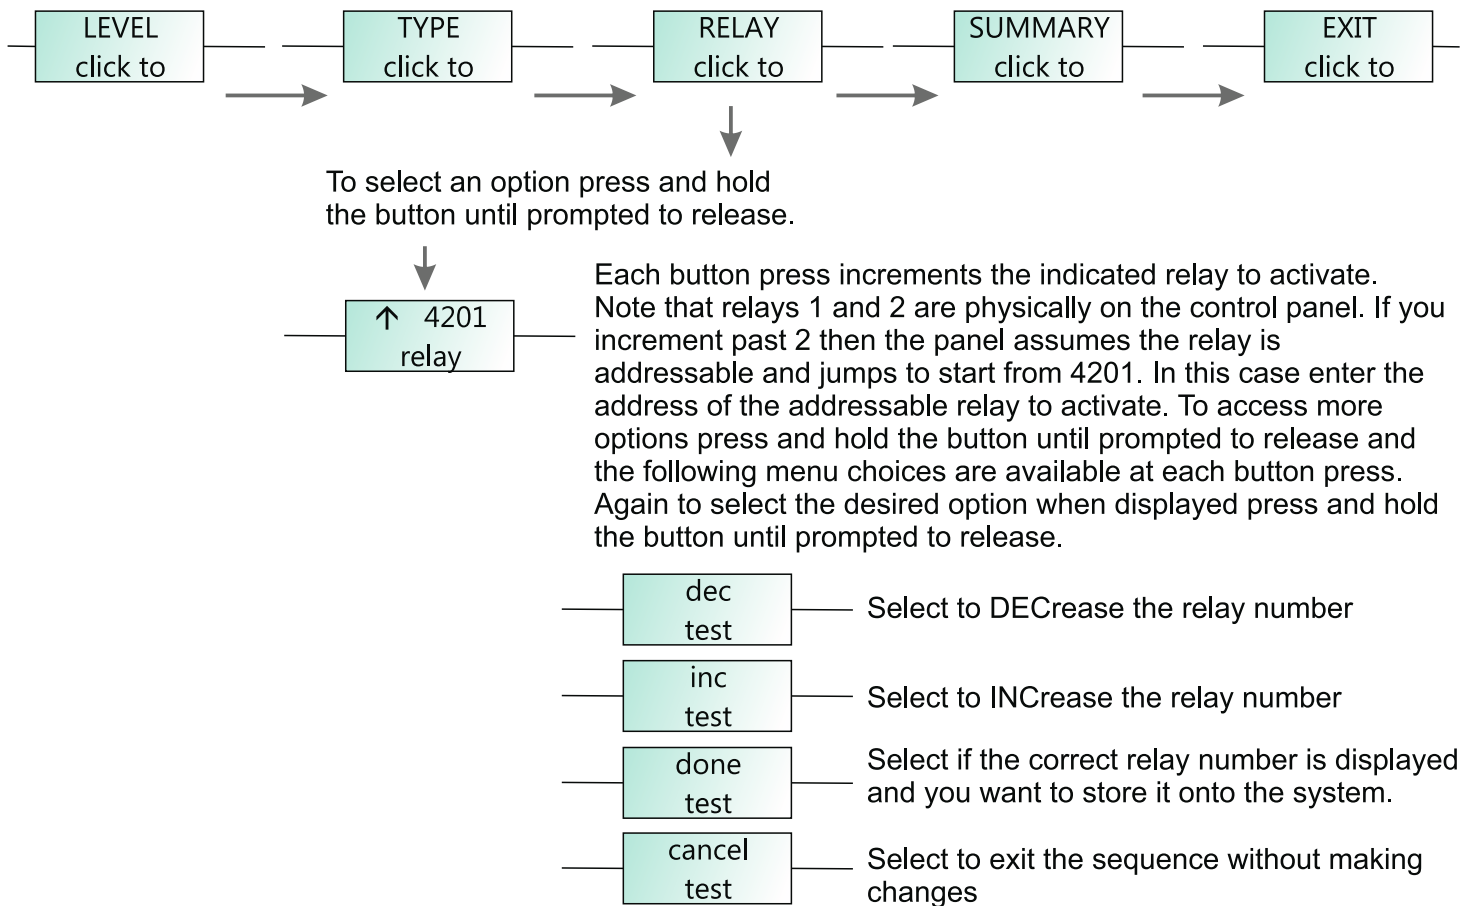 LEVEL
click to
TYPE
click to
RELAY
click to
SUMMARY
click to
EXIT
click to
To select an option press and hold
the button until prompted to release.
↑ 4201
relay
Each button press increments the indicated relay to activate.
Note that relays 1 and 2 are physically on the control panel. If you
increment past 2 then the panel assumes the relay is
addressable and jumps to start from 4201. In this case enter the
address of the addressable relay to activate. To access more
options press and hold the button until prompted to release and
the following menu choices are available at each button press.
Again to select the desired option when displayed press and hold
the button until prompted to release.
dec
test
Select to DECrease the relay number
inc
test
Select to INCrease the relay number
done
test
Select if the correct relay number is displayed
and you want to store it onto the system.
cancel
test
Select to exit the sequence without making
changes